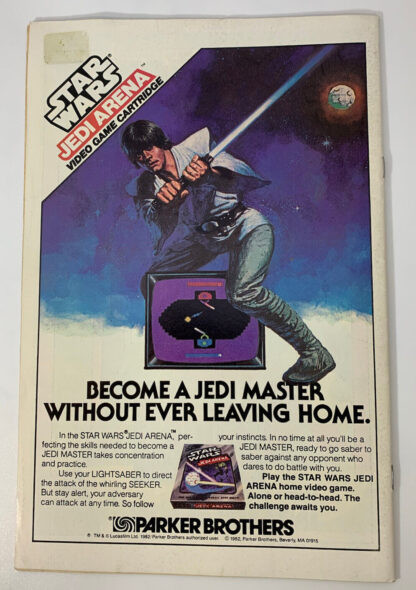 STAR
WARS
JEDI ARENA™
VIDEO GAME CARTRIDGE
BECOME A JEDI MASTER
WITHOUT EVER LEAVING HOME.
In the STAR WARS® JEDI ARENA,™ per-
fecting the skills needed to become a
JEDI MASTER takes concentration
and practice.
Use your LIGHTSABER to direct
the attack of the whirling SEEKER.
But stay alert, your adversary
can attack at any time. So follow
your instincts. In no time at all you'll be a
JEDI MASTER, ready to go saber to
saber against any opponent who
dares to do battle with you.
Play the STAR WARS JEDI
ARENA home video game.
Alone or head-to-head. The
challenge awaits you.
STAR
WARS
JEDI ARENA
JEDI ARENA
PARKER BROTHERS
® TM & © Lucasfilm Ltd. 1982/Parker Brothers authorized user. © 1982, Parker Brothers, Beverly, MA 01915